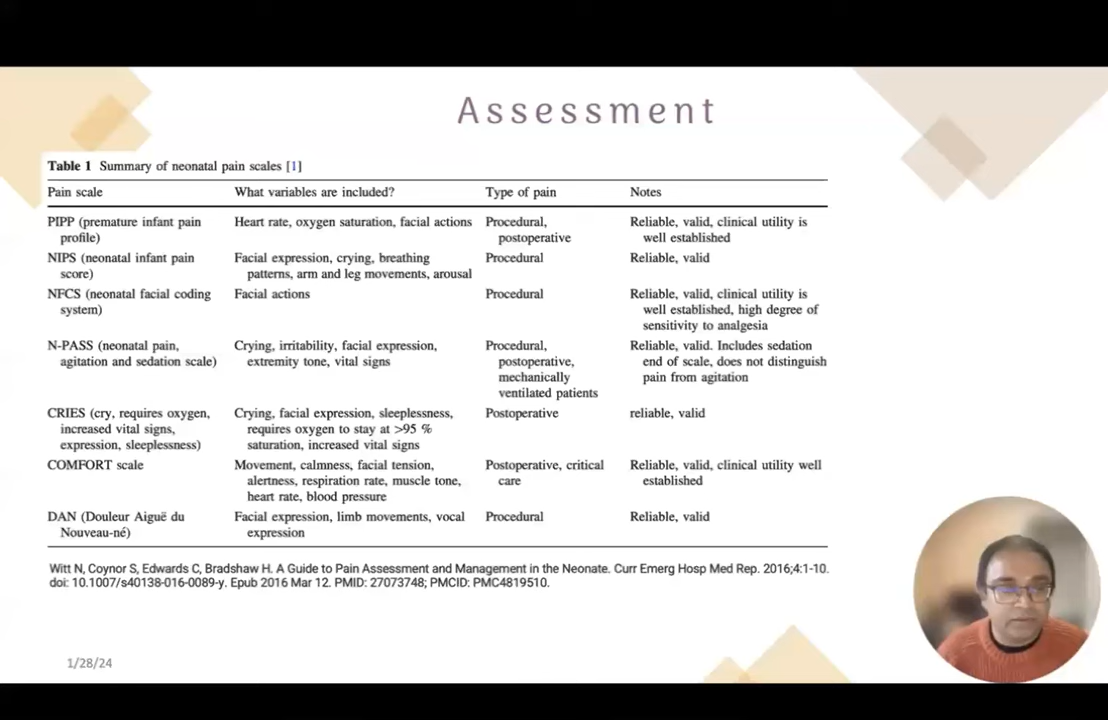 Assessment
Table 1 Summary of neonatal pain scales [1]
Pain scale What variables are included? Type of pain Notes
PIPP (premature infant pain profile) Heart rate, oxygen saturation, facial actions Procedural, postoperative Reliable, valid, clinical utility is well established
NIPS (neonatal infant pain score) Facial expression, crying, breathing patterns, arm and leg movements, arousal Procedural Reliable, valid
NFCS (neonatal facial coding system) Facial actions Procedural Reliable, valid, clinical utility is well established, high degree of sensitivity to analgesia
N-PASS (neonatal pain, agitation and sedation scale) Crying, irritability, facial expression, extremity tone, vital signs Procedural, postoperative, mechanically ventilated patients Reliable, valid. Includes sedation end of scale, does not distinguish pain from agitation
CRIES (cry, requires oxygen, increased vital signs, expression, sleeplessness) Crying, facial expression, sleeplessness, requires oxygen to stay at >95 % saturation, increased vital signs Postoperative reliable, valid
COMFORT scale Movement, calmness, facial tension, alertness, respiration rate, muscle tone, heart rate, blood pressure Postoperative, critical care Reliable, valid, clinical utility well established
DAN (Douleur Aiguë du Nouveau-né) Facial expression, limb movements, vocal expression Procedural Reliable, valid
Witt N, Coynor S, Edwards C, Bradshaw H. A Guide to Pain Assessment and Management in the Neonate. Curr Emerg Hosp Med Rep. 2016;4:1-10.
doi: 10.1007/s40138-016-0089-y. Epub 2016 Mar 12. PMID: 27073748; PMCID: PMC4819510.
1/28/24